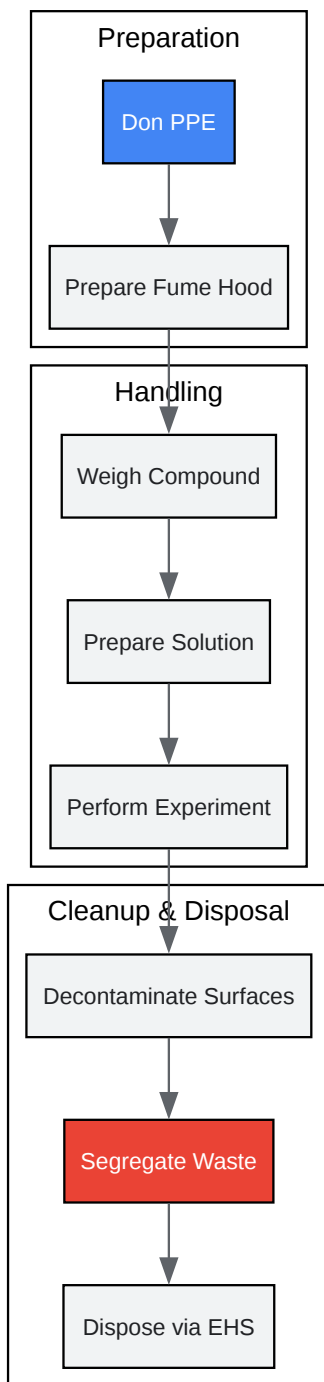 Preparation
Don PPE
Prepare Fume Hood
Handling
Weigh Compound
Prepare Solution
Perform Experiment
Cleanup & Disposal
Decontaminate Surfaces
Segregate Waste
Dispose via EHS